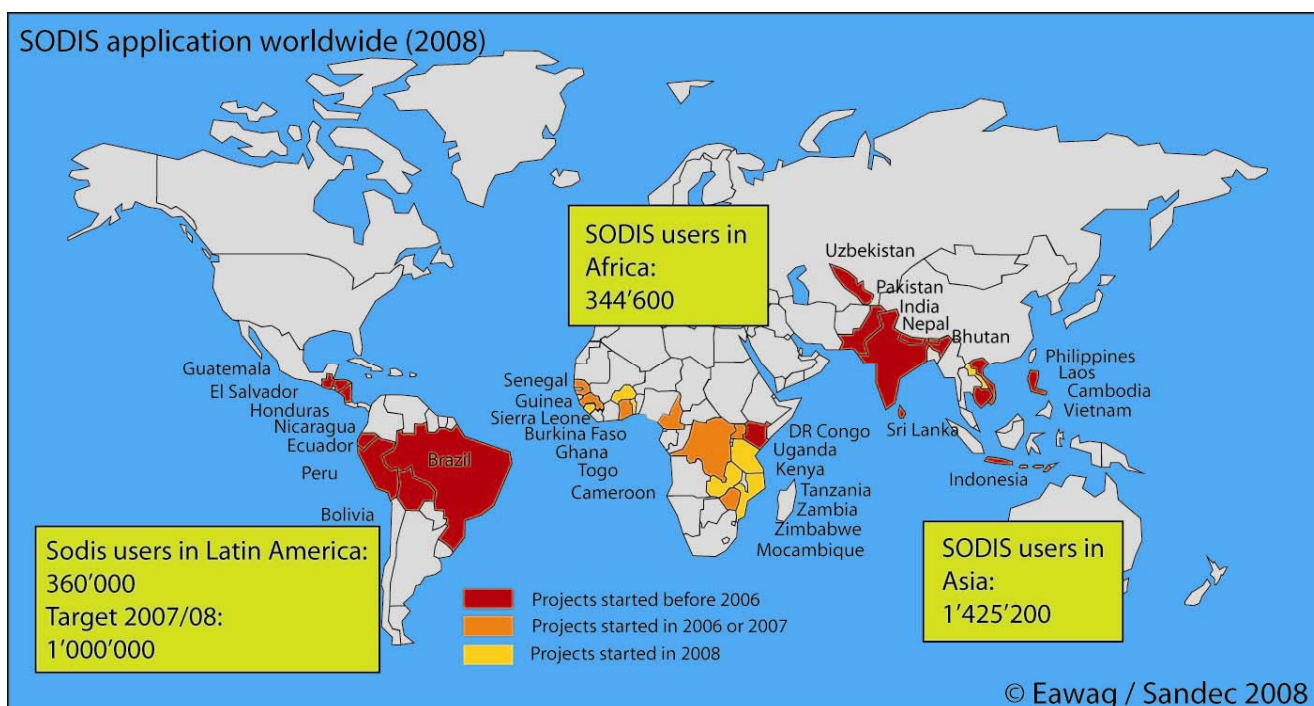 SODIS application worldwide (2008)
SODIS users in
Africa:
344'600
Uzbekistan
Pakistan
India
Nepal
Bhutan
Philippines
Laos
Cambodia
Vietnam
Sri Lanka
Indonesia
Guatemala
El Salvador
Honduras
Nicaragua
Ecuador
Peru
Brazil
Bolivia
Senegal
Guinea
Sierra Leone
Burkina Faso
Ghana
Togo
Cameroon
DR Congo
Uganda
Kenya
Tanzania
Zambia
Zimbabwe
Mocambique
Sodis users in Latin America:
360'000
Target 2007/08:
1'000'000
Projects started before 2006
Projects started in 2006 or 2007
Projects started in 2008
SODIS users in
Asia:
1'425'200
© Eawag / Sandec 2008